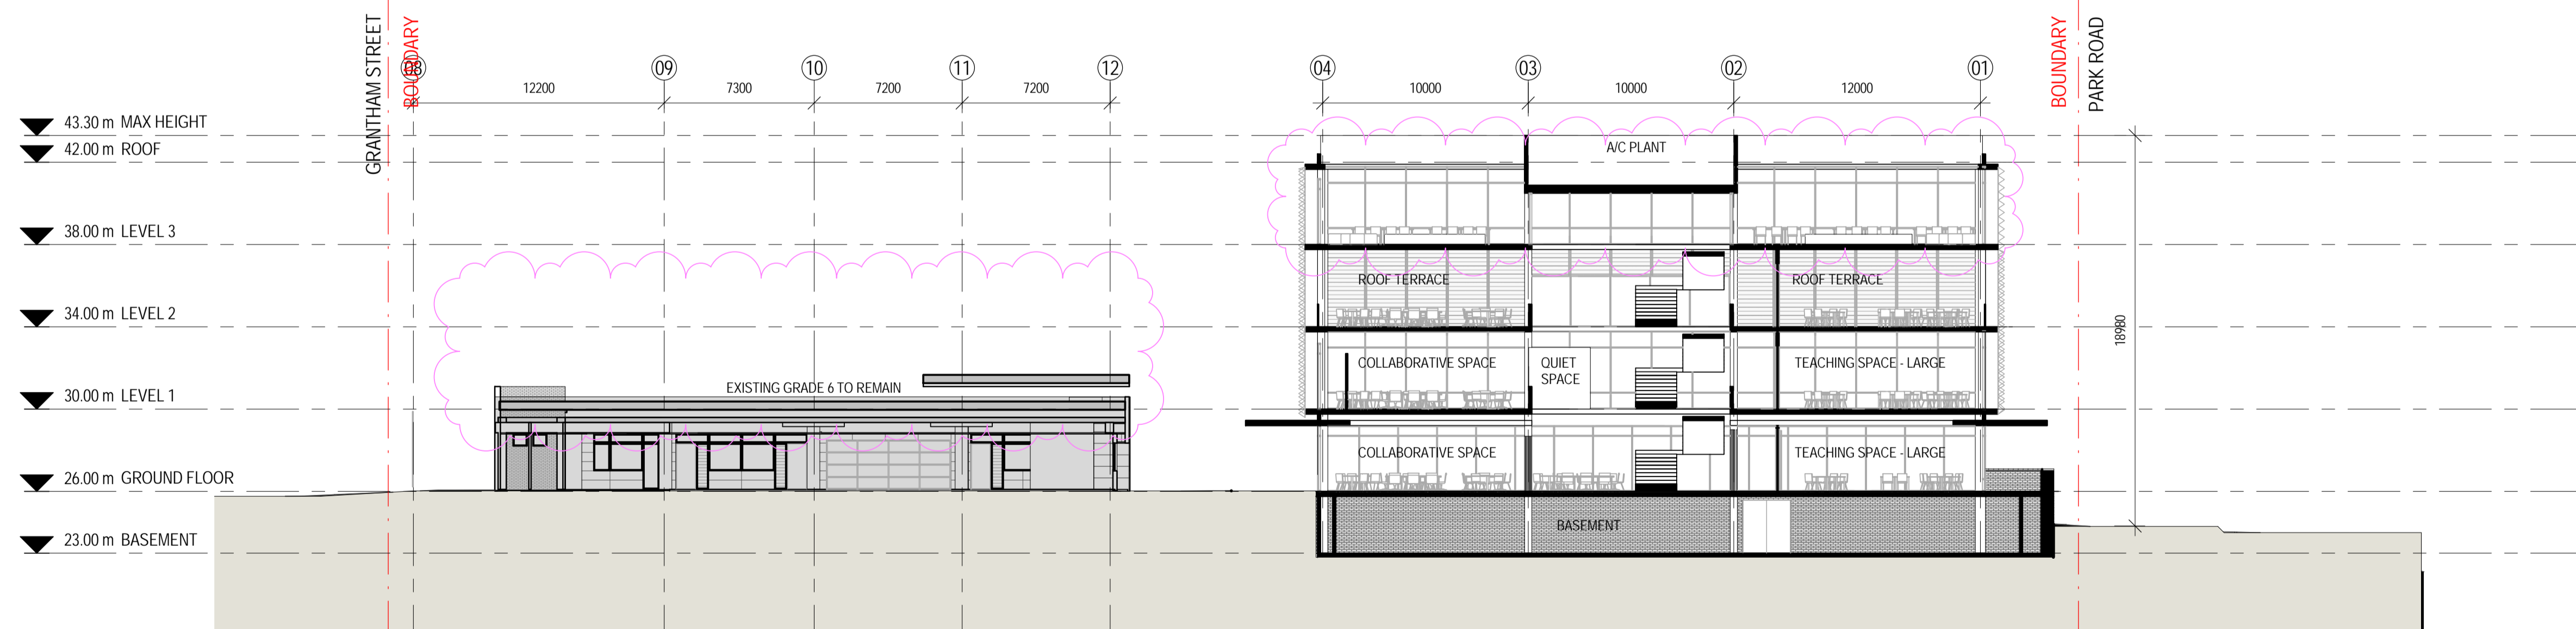 GRANTHAM STREET
BOUNDARY
08
09
10
11
12
04
03
02
01
BOUNDARY
PARK ROAD
12200
7300
7200
7200
10000
10000
12000
43.30 m MAX HEIGHT
42.00 m ROOF
A/C PLANT
38.00 m LEVEL 3
ROOF TERRACE
ROOF TERRACE
34.00 m LEVEL 2
18980
COLLABORATIVE SPACE
QUIET
SPACE
TEACHING SPACE - LARGE
EXISTING GRADE 6 TO REMAIN
30.00 m LEVEL 1
COLLABORATIVE SPACE
TEACHING SPACE - LARGE
26.00 m GROUND FLOOR
BASEMENT
23.00 m BASEMENT